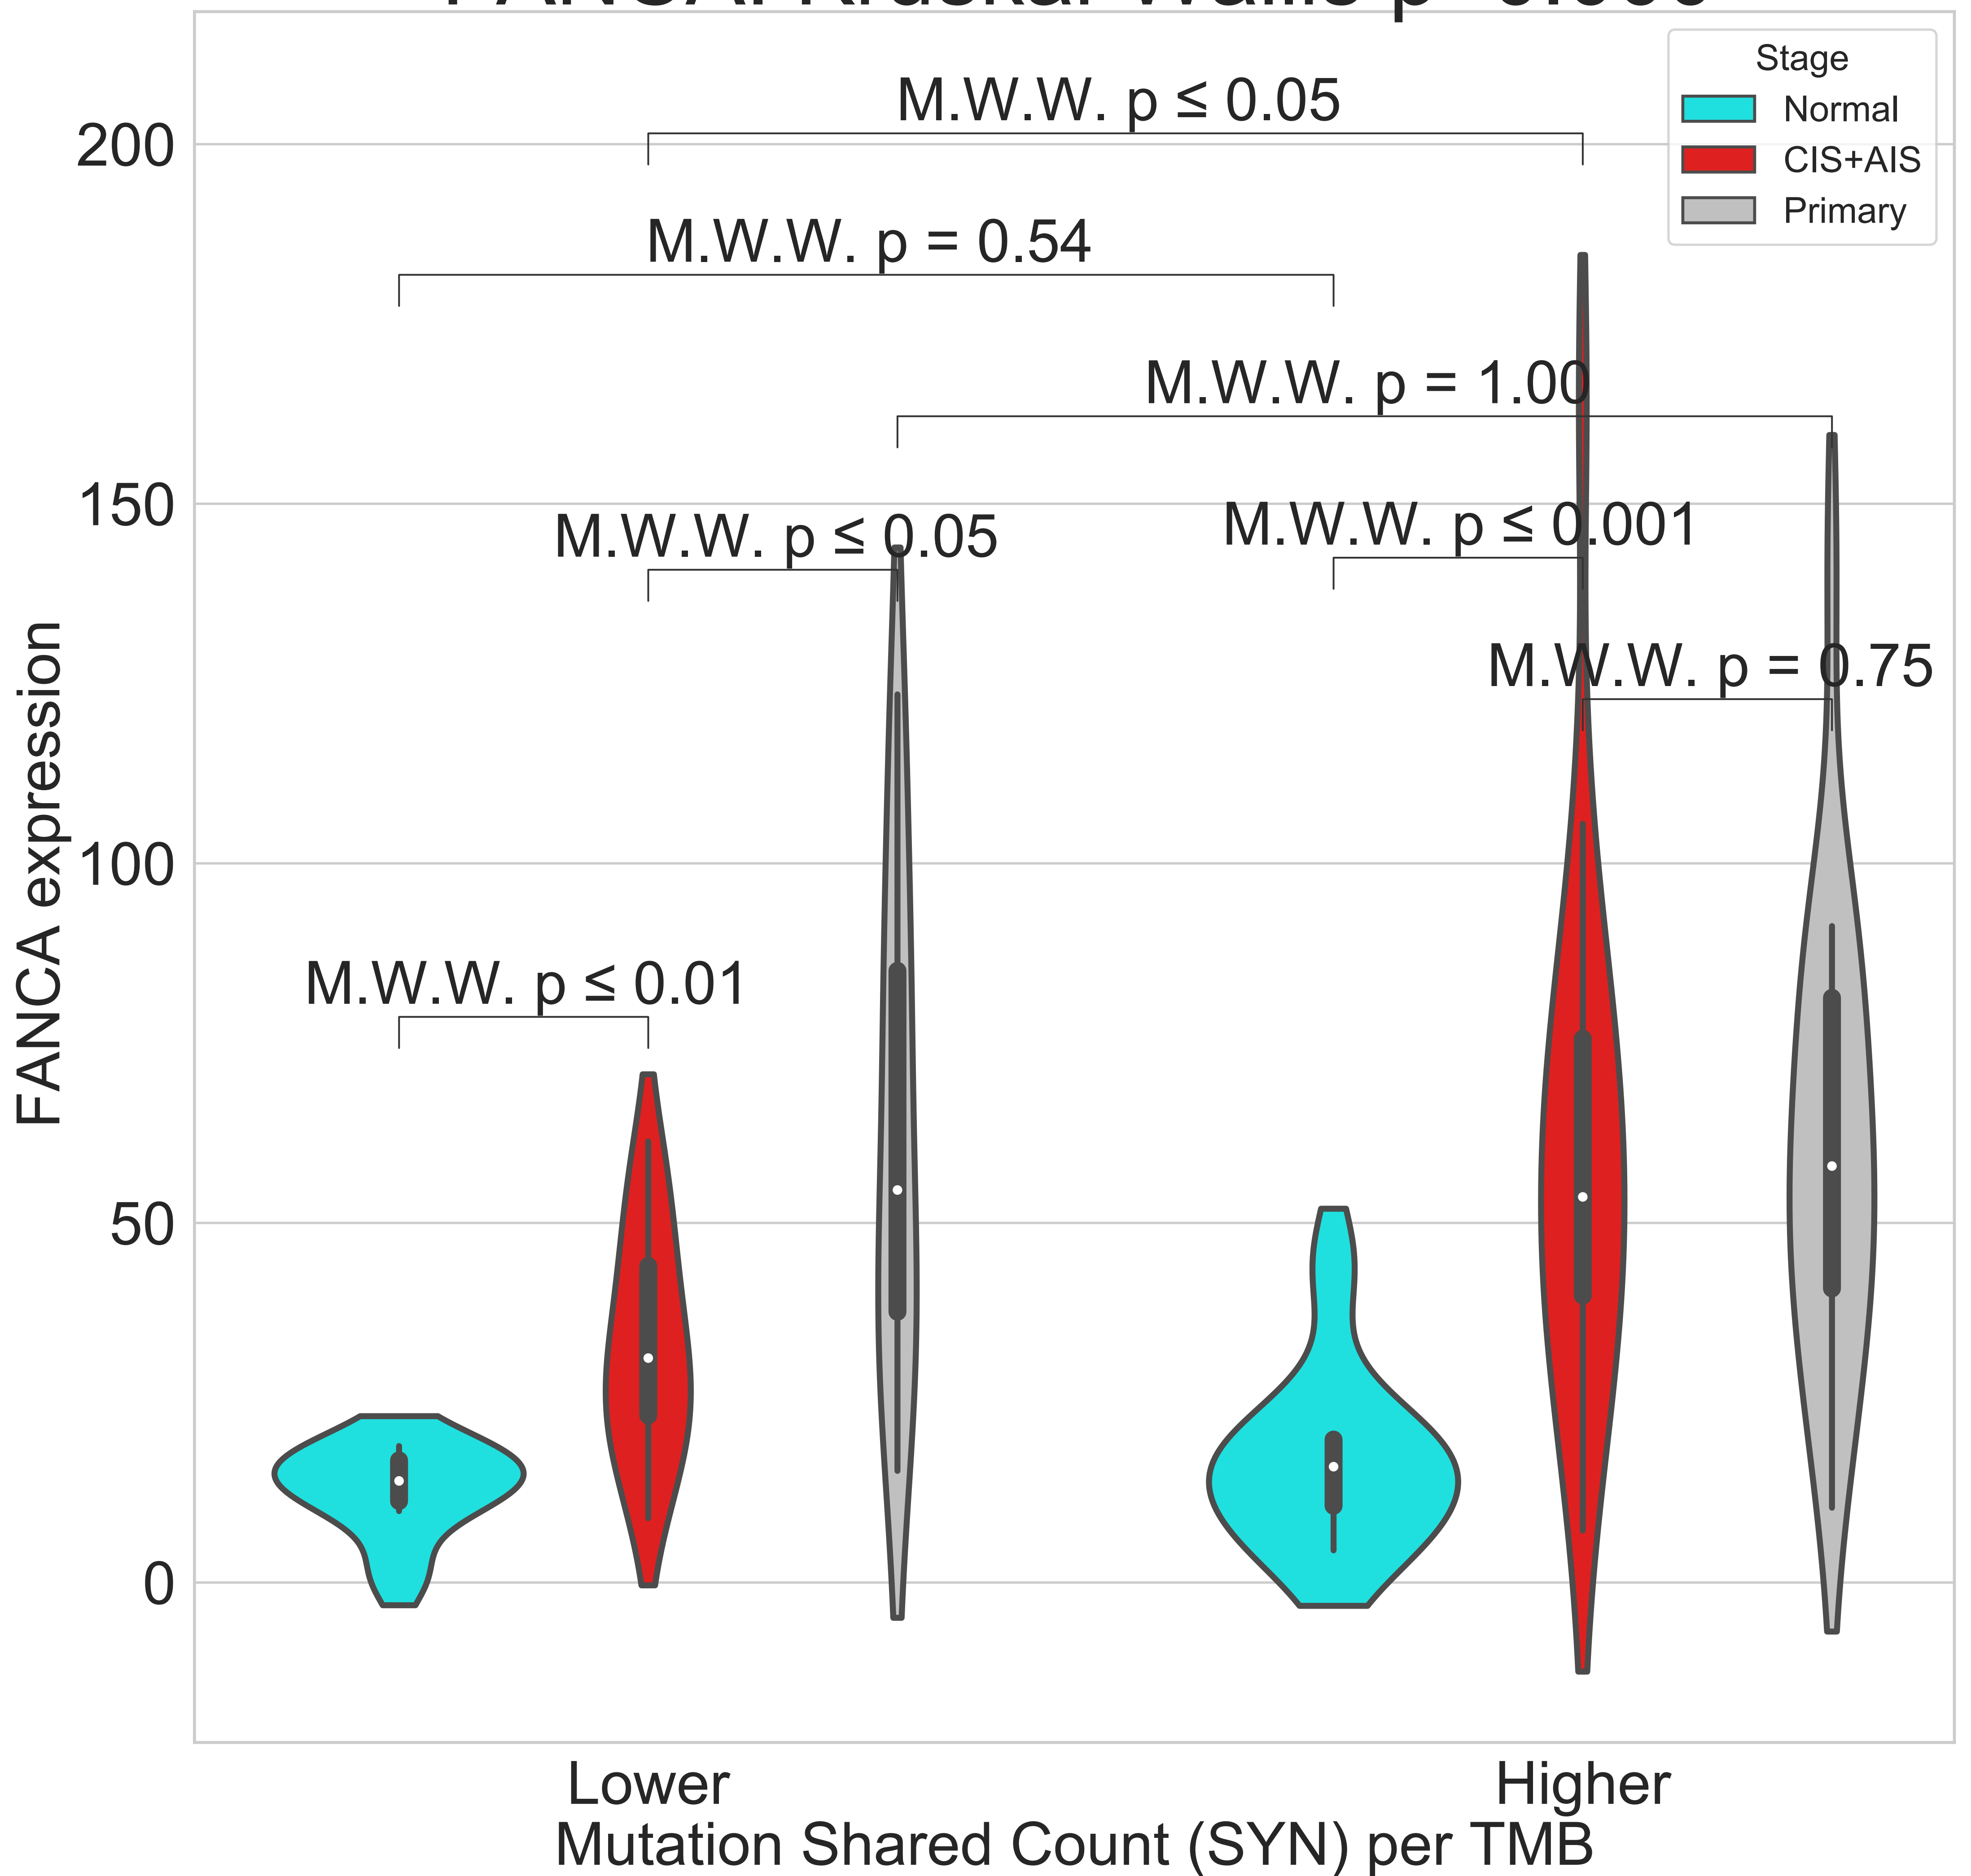 Stage
Normal
CIS+AIS
Primary
M.W.W. p ≤ 0.05
M.W.W. p = 0.54
M.W.W. p = 1.00
M.W.W. p ≤ 0.05
M.W.W. p ≤ 0.001
M.W.W. p = 0.75
M.W.W. p ≤ 0.01
FANCA expression
200
150
100
50
0
Lower
Higher
Mutation Shared Count (SYN) per TMB